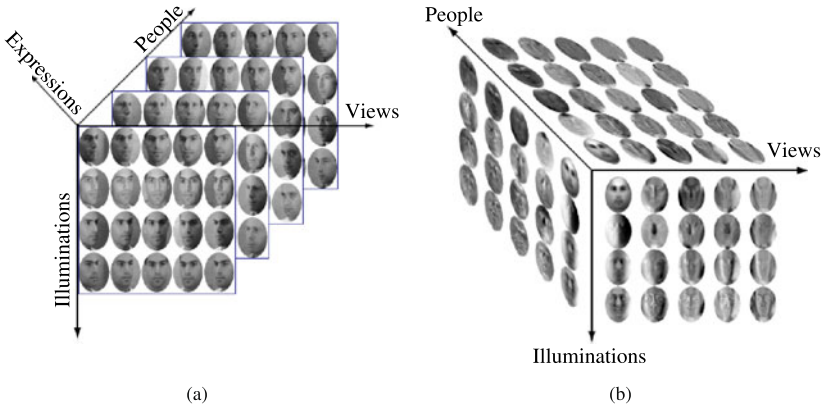 People
Expressions
Views
Illuminations
(a)
People
Views
Illuminations
(b)